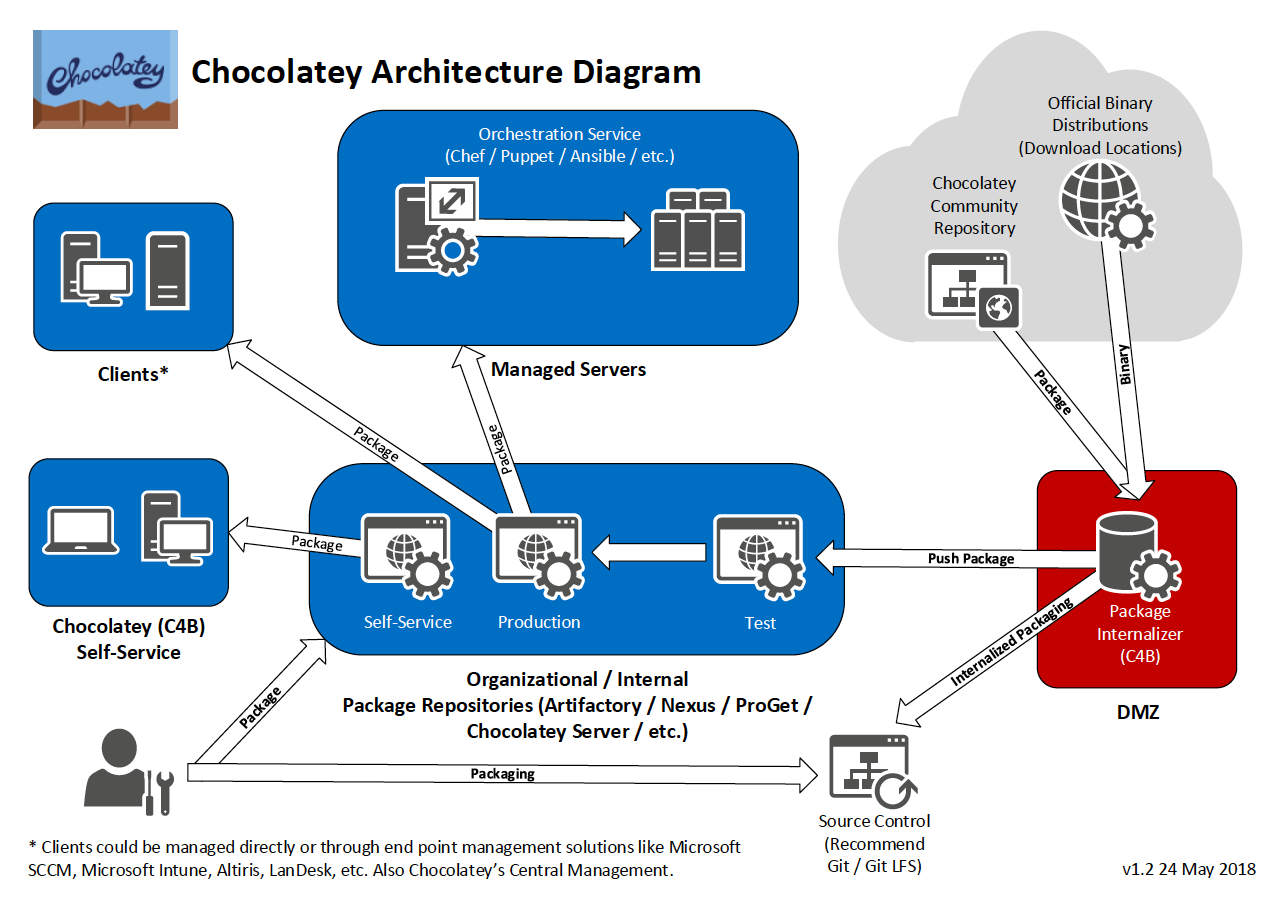 Chocolatey
Chocolatey Architecture Diagram
Orchestration Service
(Chef / Puppet / Ansible / etc.)
Managed Servers
Official Binary
Distributions
(Download Locations)
Chocolatey
Community
Repository
Clients*
Package
Package
Package
Binary
Chocolatey (C4B)
Self-Service
Package
Self-Service
Production
Test
Push Package
Package
Internalizer
(C4B)
DMZ
Internalized Packaging
Organizational / Internal
Package Repositories (Artifactory / Nexus / ProGet /
Chocolatey Server / etc.)
Package
Packaging
Source Control
(Recommend
Git / Git LFS)
* Clients could be managed directly or through end point management solutions like Microsoft
SCCM, Microsoft Intune, Altiris, LanDesk, etc. Also Chocolatey’s Central Management.
v1.2 24 May 2018